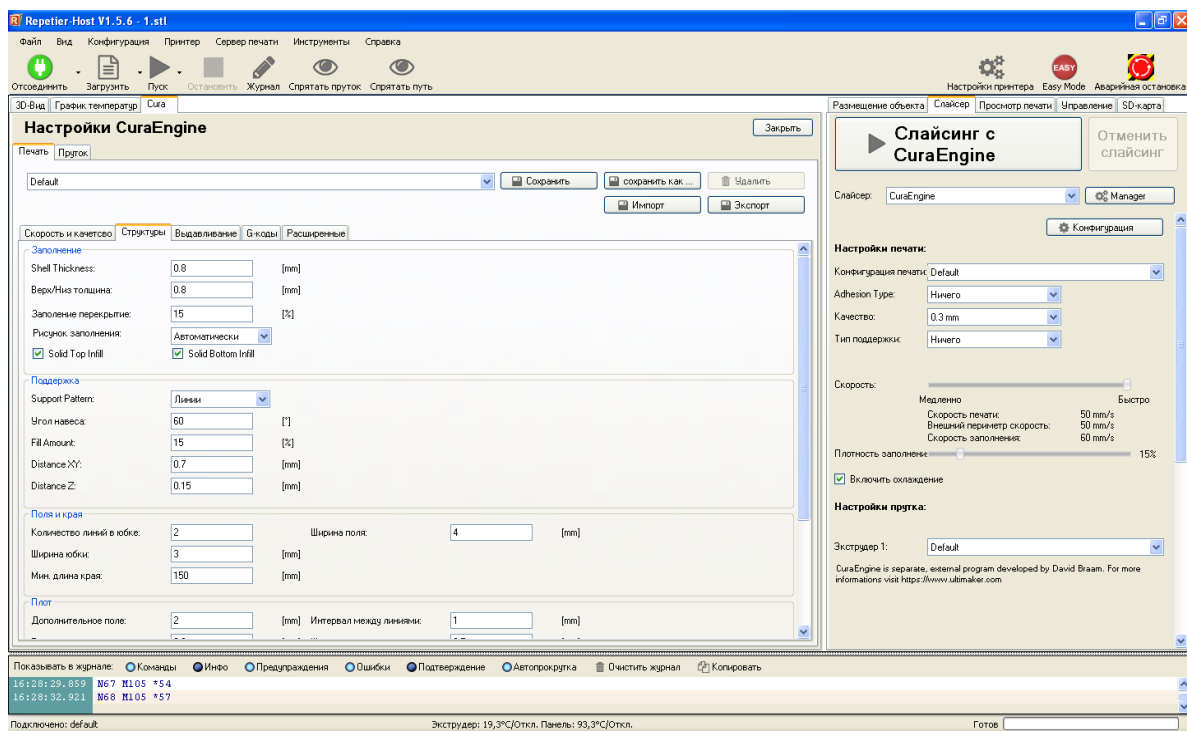 Repetier-Host V1.5.6 - 1.stl
Файл Вид Конфигурация Принтер Сервер печати Инструменты Справка
Отсоединить Загрузить Пуск Остановить Журнал Спрятать пруток Спрятать путь Настройки принтера EASY Easy Mode Аварийная остановка
3D-Вид График температур Cura
Размещение объекта Слайсер Просмотр печати Управление SD-карта
Настройки CuraEngine
Закрыть
Печать Пруток
Default
Сохранить
сохранить как ...
Удалить
Импорт
Экспорт
Скорость и качетсво Структуры Выдавливание G-коды Расширенные
Заполнение
Shell Thickness: 0.8 [mm]
Верх/Низ толщина: 0.8 [mm]
Заполение перекрытие: 15 [%]
Рисунок заполнения: Автоматически
Solid Top Infill Solid Bottom Infill
Поддержка
Support Pattern: Линии
Угол навеса: 60 [°]
Fill Amount: 15 [%]
Distance XY: 0.7 [mm]
Distance Z: 0.15 [mm]
Поля и края
Количество линий в юбке: 2 Ширина поля: 4 [mm]
Ширина юбки: 3 [mm]
Мин. длина края: 150 [mm]
Плот
Дополнительное поле: 2 [mm] Интервал между линиями: 1 [mm]
Слайсинг с
CuraEngine
Отменить
слайсинг
Слайсер: CuraEngine Manager
Конфигурация
Настройки печати:
Конфигурация печати: Default
Adhesion Type: Ничего
Качество: 0.3 mm
Тип поддержки: Ничего
Скорость:
Медленно Быстро
Скорость печати: 50 mm/s
Внешний периметр скорость: 50 mm/s
Скорость заполнения: 60 mm/s
Плотность заполнени 15%
Включить охлаждение
Настройки прутка:
Экструдер 1: Default
CuraEngine is separate, external program developed by David Braam. For more
informations visit https://www.ultimaker.com
Показывать в журнале: Команды Инфо Предупраждения Ошибки Подтверждение Автопрокрутка Очистить журнал Копировать
16:28:29.859 N67 M105 *54
16:28:32.921 N68 M105 *57
Подключено: default Экструдер: 19,3°C/Откл. Панель: 93,3°C/Откл. Готов